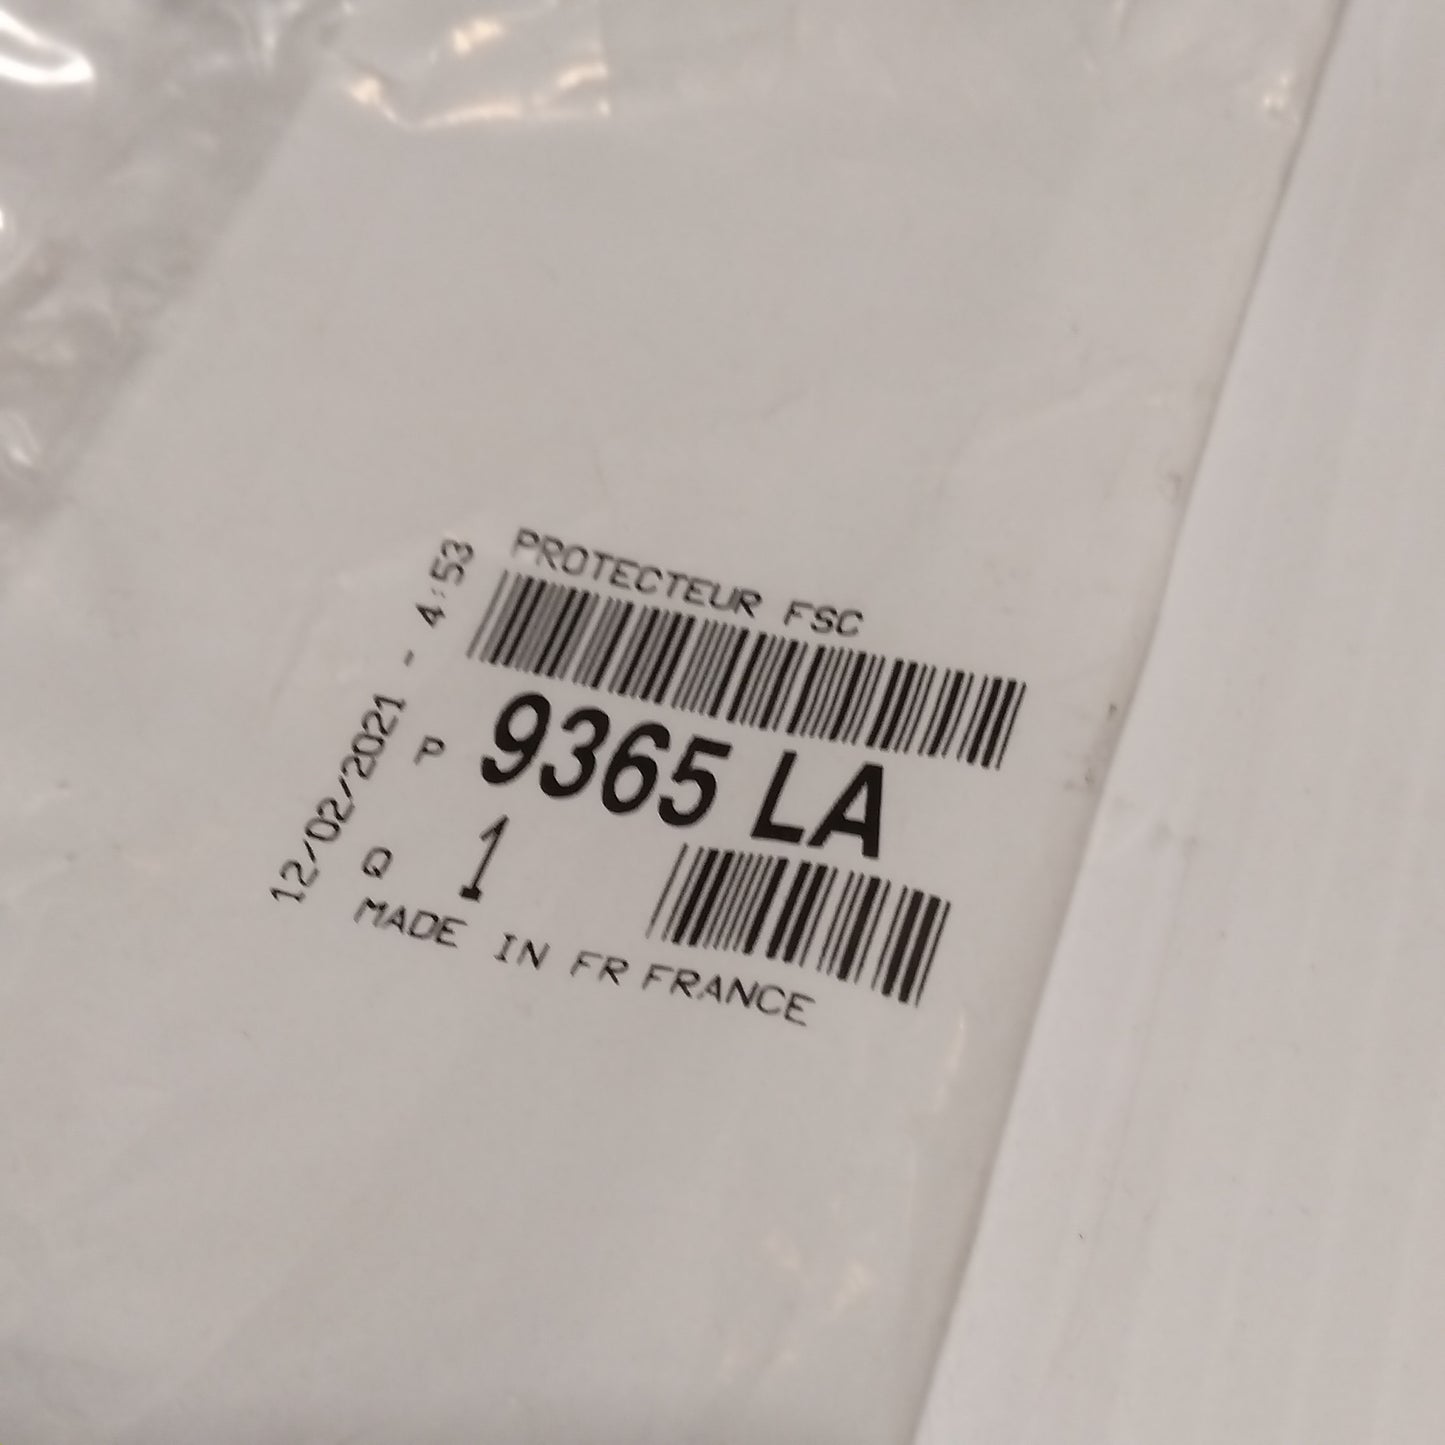 PROTECTEUR FSC
P 9365 LA
Q 1
MADE IN FR FRANCE
12/02/2021 - 4:53